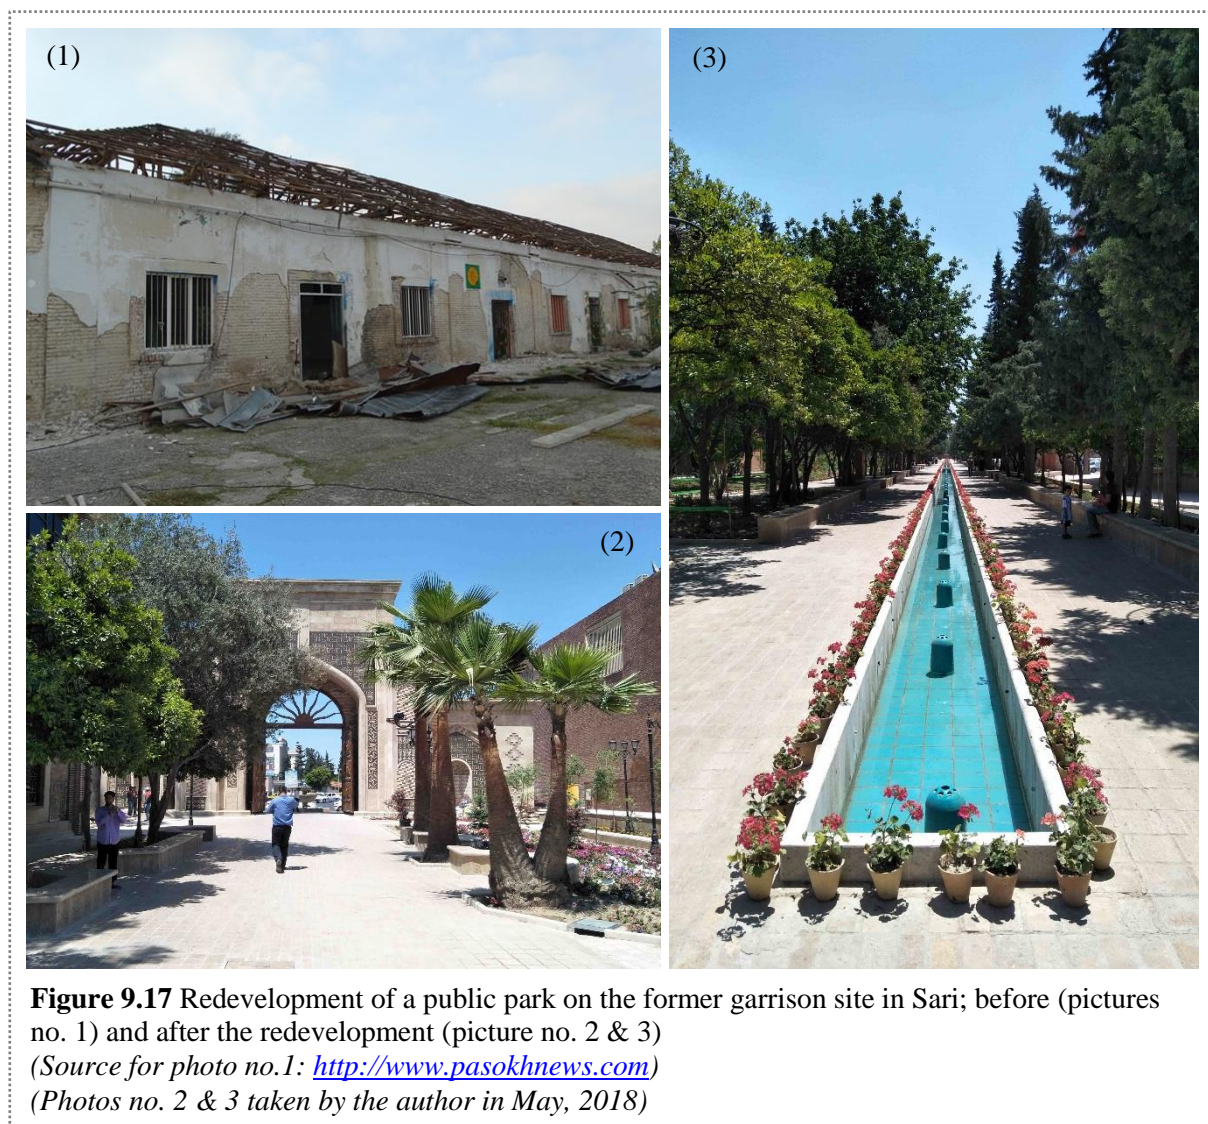 (1)
(3)
(2)
Figure 9.17 Redevelopment of a public park on the former garrison site in Sari; before (pictures
no. 1) and after the redevelopment (picture no. 2 & 3)
(Source for photo no.1: http://www.pasokhnews.com)
(Photos no. 2 & 3 taken by the author in May, 2018)